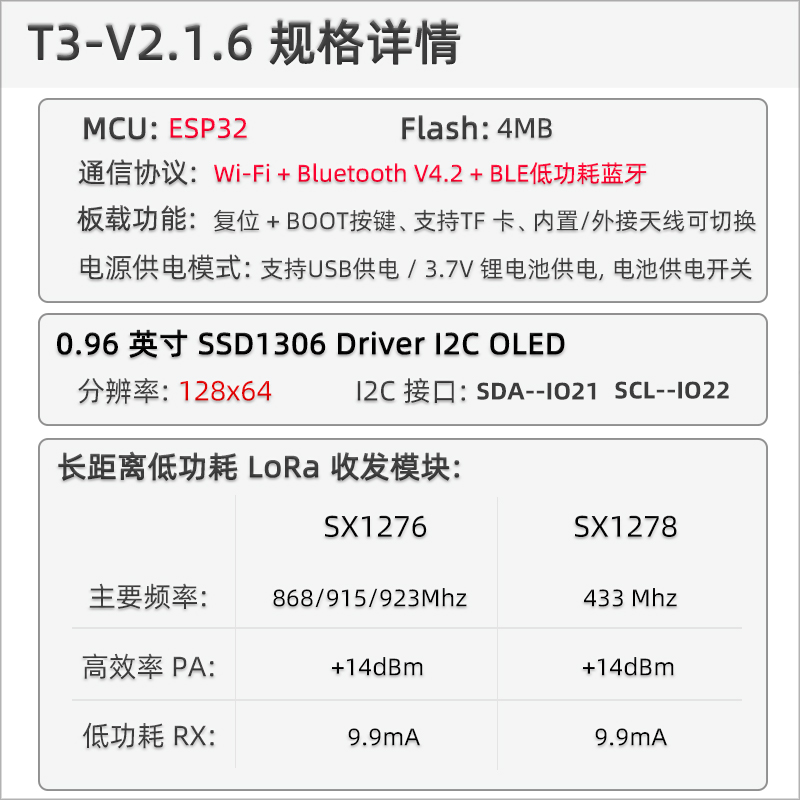 T3-V2.1.6 规格详情
MCU: ESP32 Flash: 4MB
通信协议: Wi-Fi + Bluetooth V4.2 + BLE低功耗蓝牙
板载功能: 复位 + BOOT按键、支持TF 卡、内置/外接天线可切换
电源供电模式: 支持USB供电 / 3.7V 锂电池供电, 电池供电开关
0.96 英寸 SSD1306 Driver I2C OLED
分辨率: 128x64 I2C 接口: SDA--IO21 SCL--IO22
长距离低功耗 LoRa 收发模块:
SX1276 SX1278
主要频率: 868/915/923Mhz 433 Mhz
高效率 PA: +14dBm +14dBm
低功耗 RX: 9.9mA 9.9mA